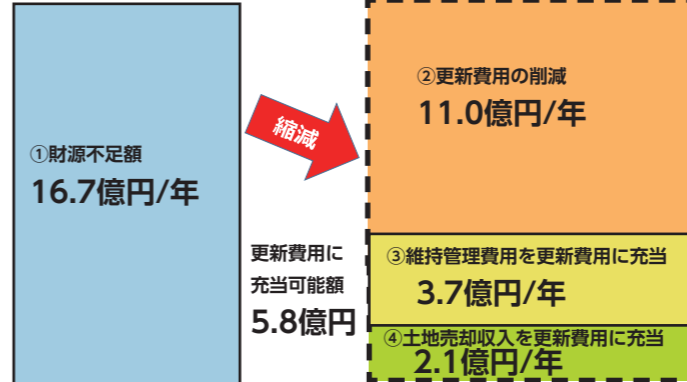 ①財源不足額
16.7億円/年
縮減
更新費用に
充当可能額
5.8億円
②更新費用の削減
11.0億円/年
③維持管理費用を更新費用に充当
3.7億円/年
④土地売却収入を更新費用に充当
2.1億円/年